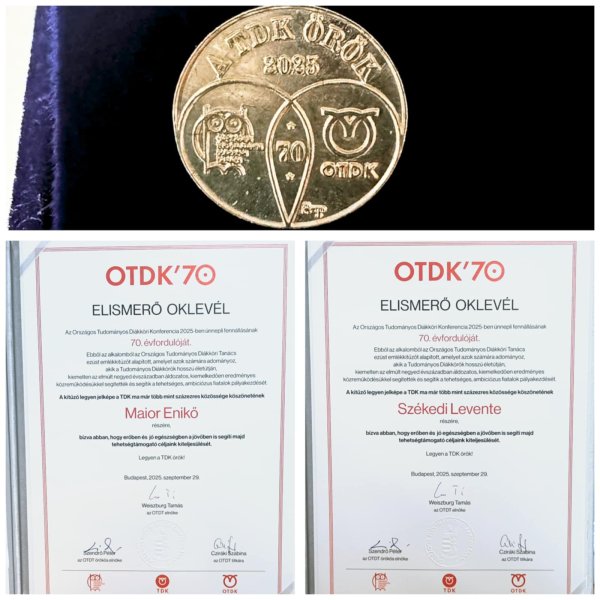 A TDK ÖRÖK
2025
70
OTDK
OTDK'70
ELISMERŐ OKLEVÉL
Az Országos Tudományos Diákköri Konferencia 2025-ben ünnepli fennállásának
70. évfordulóját.
Ebből az alkalomból az Országos Tudományos Diákköri Tanács
ezüst emlékkitűzőt alapított, amelyet azok számára adományoz,
akik a Tudományos Diákkörök hosszú életútján,
kiemelten az elmúlt negyed évszázadban áldozatos, kiemelkedően eredményes
közreműködésükkel segítették és segítik a tehetséges, ambiciózus fiatalok pályakezdését.
A kitűző legyen jelképe a TDK ma már több mint százezres közössége köszönetének
Maior Enikő
részére,
bízva abban, hogy erőben és jó egészségben a jövőben is segíti majd
tehetségtámogató céljaink kiteljesülését.
Legyen a TDK örök!
Budapest, 2025. szeptember 29.
Weiszburg Tamás
az OTDT elnöke
Szendrő Péter
az OTDT örökös elnöke
Cziráki Szabina
az OTDT titkára
TDK
OTDK
OTDK'70
ELISMERŐ OKLEVÉL
Az Országos Tudományos Diákköri Konferencia 2025-ben ünnepli fennállásának
70. évfordulóját.
Ebből az alkalomból az Országos Tudományos Diákköri Tanács
ezüst emlékkitűzőt alapított, amelyet azok számára adományoz,
akik a Tudományos Diákkörök hosszú életútján,
kiemelten az elmúlt negyed évszázadban áldozatos, kiemelkedően eredményes
közreműködésükkel segítették és segítik a tehetséges, ambiciózus fiatalok pályakezdését.
A kitűző legyen jelképe a TDK ma már több mint százezres közössége köszönetének
Székedi Levente
részére,
bízva abban, hogy erőben és jó egészségben a jövőben is segíti majd
tehetségtámogató céljaink kiteljesülését.
Legyen a TDK örök!
Budapest, 2025. szeptember 29.
Weiszburg Tamás
az OTDT elnöke
Szendrő Péter
az OTDT örökös elnöke
Cziráki Szabina
az OTDT titkára
TDK
OTDK